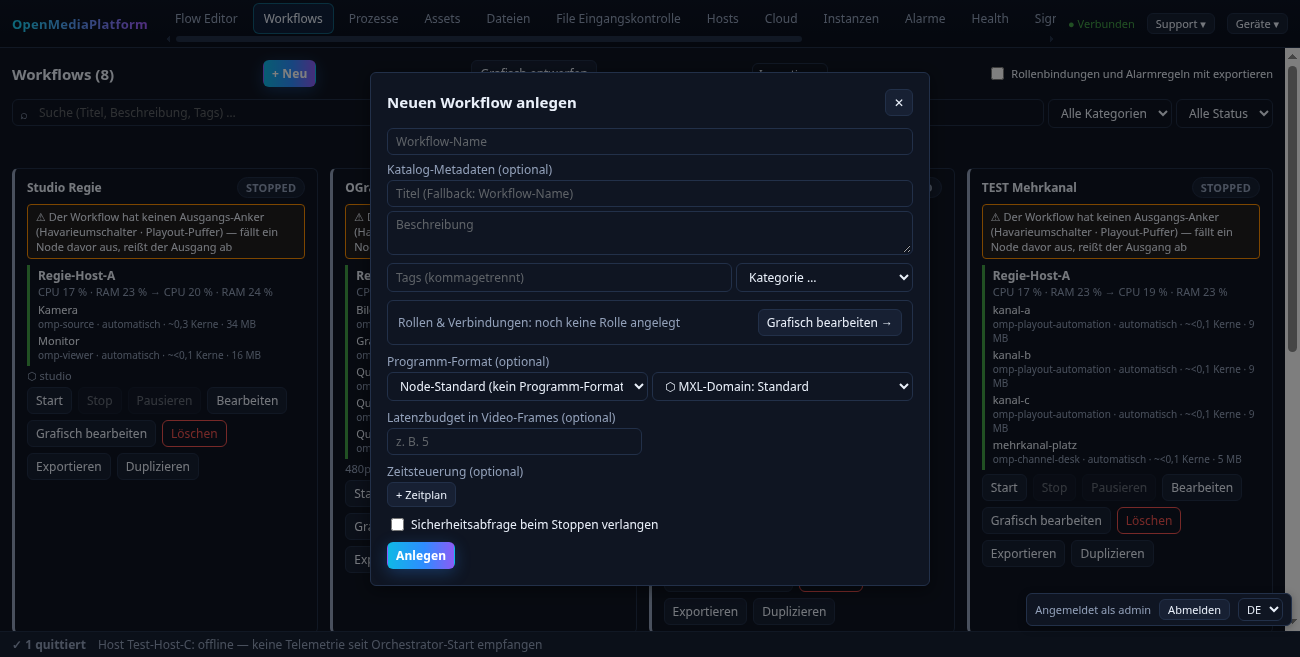 OpenMediaPlatform
Flow Editor
Workflows
Prozesse
Assets
Dateien
File Eingangskontrolle
Hosts
Cloud
Instanzen
Alarme
Health
● Verbunden
Support ▾
Geräte ▾
Workflows (8)
+ Neu
Rollenbindungen und Alarmregeln mit exportieren
Suche (Titel, Beschreibung, Tags) ...
Alle Kategorien
Alle Status
Studio Regie
STOPPED
⚠ Der Workflow hat keinen Ausgangs-Anker
(Havarieumschalter · Playout-Puffer) — fällt ein
Node davor aus, reißt der Ausgang ab
Regie-Host-A
CPU 17 % · RAM 23 % → CPU 20 % · RAM 24 %
Kamera
omp-source · automatisch · ~0,3 Kerne · 34 MB
Monitor
omp-viewer · automatisch · ~<0,1 Kerne · 16 MB
⬡ studio
Start
Stop
Pausieren
Bearbeiten
Grafisch bearbeiten
Löschen
Exportieren
Duplizieren
Neuen Workflow anlegen
✕
Workflow-Name
Katalog-Metadaten (optional)
Titel (Fallback: Workflow-Name)
Beschreibung
Tags (kommagetrennt)
Kategorie ...
Rollen & Verbindungen: noch keine Rolle angelegt
Grafisch bearbeiten →
Programm-Format (optional)
Node-Standard (kein Programm-Format
⬡ MXL-Domain: Standard
Latenzbudget in Video-Frames (optional)
z. B. 5
Zeitsteuerung (optional)
+ Zeitplan
Sicherheitsabfrage beim Stoppen verlangen
Anlegen
Exportieren
Duplizieren
TEST Mehrkanal
STOPPED
⚠ Der Workflow hat keinen Ausgangs-Anker
(Havarieumschalter · Playout-Puffer) — fällt ein
Node davor aus, reißt der Ausgang ab
Regie-Host-A
CPU 17 % · RAM 23 % → CPU 19 % · RAM 23 %
kanal-a
omp-playout-automation · automatisch · ~<0,1 Kerne · 9
MB
kanal-b
omp-playout-automation · automatisch · ~<0,1 Kerne · 9
MB
kanal-c
omp-playout-automation · automatisch · ~<0,1 Kerne · 9
MB
mehrkanal-platz
omp-channel-desk · automatisch · ~<0,1 Kerne · 5 MB
Start
Stop
Pausieren
Bearbeiten
Grafisch bearbeiten
Löschen
Exportieren
Duplizieren
Angemeldet als admin
Abmelden
DE
✓ 1 quittiert
Host Test-Host-C: offline — keine Telemetrie seit Orchestrator-Start empfangen